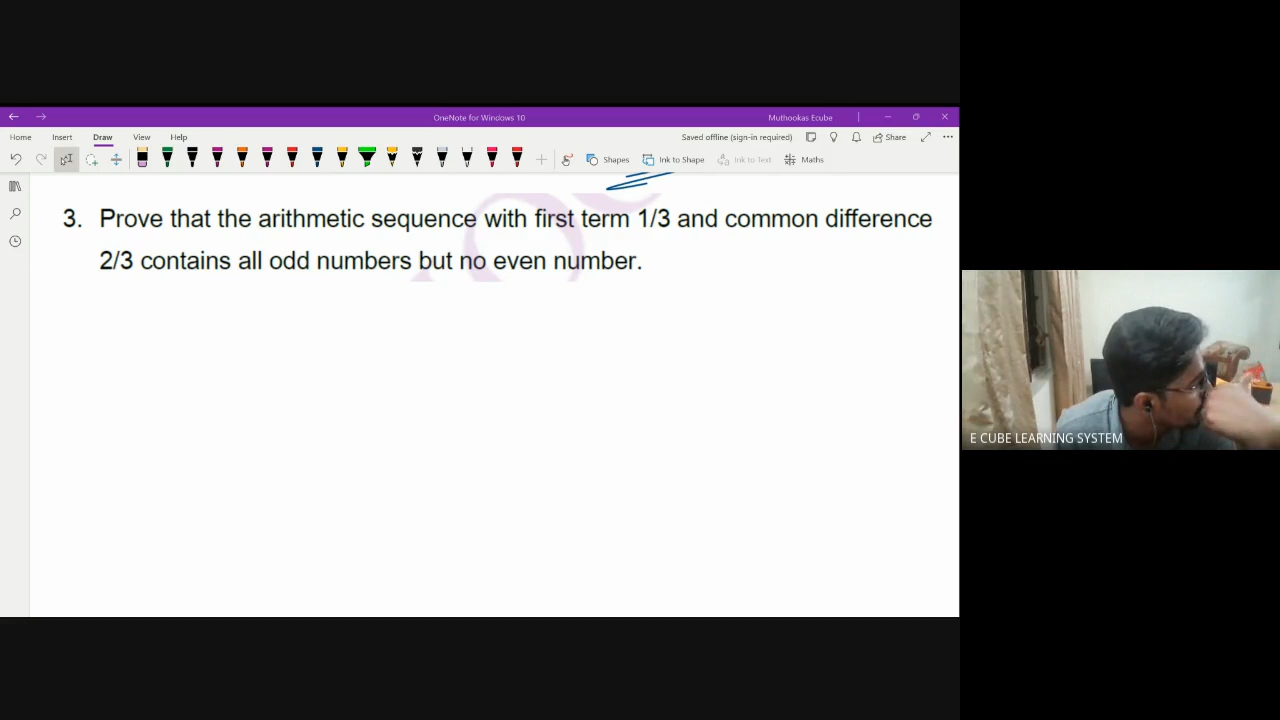 OneNote for Windows 10
Muthookas Ecube
Home Insert Draw View Help
Saved offline (sign-in required)
Share
Shapes
Ink to Shape
Ink to Text
Maths
3. Prove that the arithmetic sequence with first term 1/3 and common difference
2/3 contains all odd numbers but no even number.
E CUBE LEARNING SYSTEM